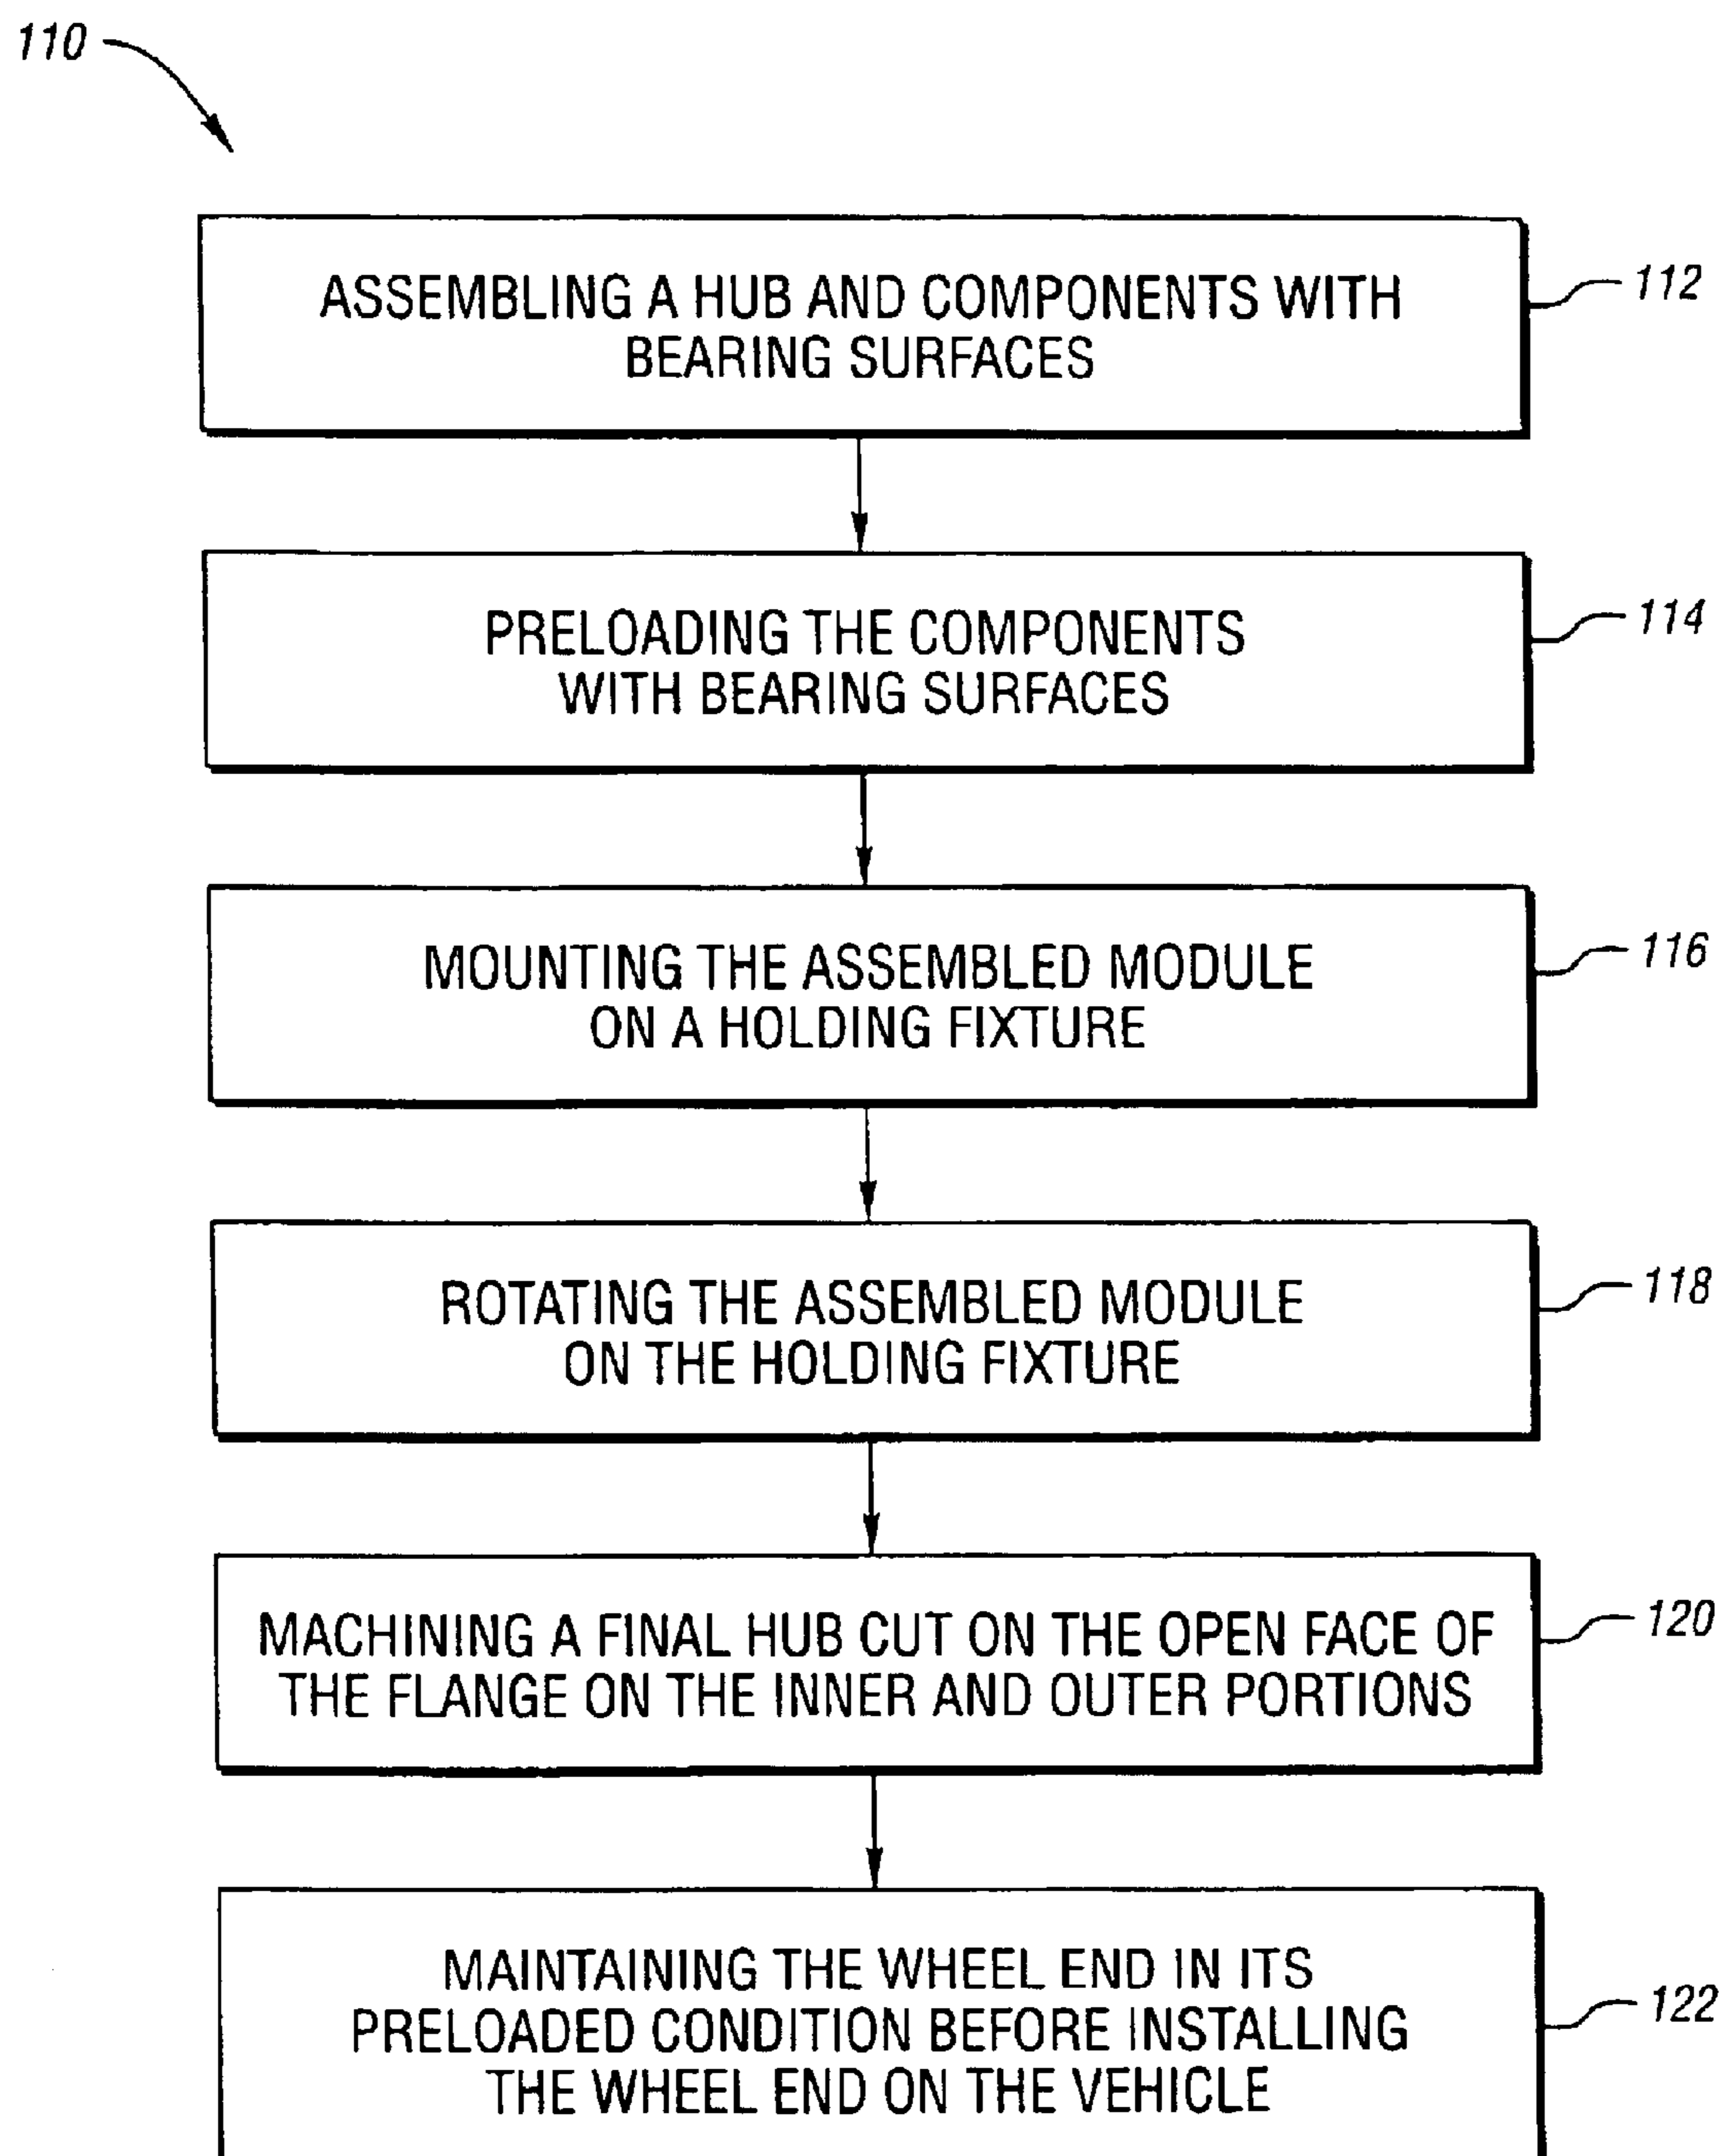 110
ASSEMBLING A HUB AND COMPONENTS WITH
BEARING SURFACES
112
PRELOADING THE COMPONENTS
WITH BEARING SURFACES
114
MOUNTING THE ASSEMBLED MODULE
ON A HOLDING FIXTURE
116
ROTATING THE ASSEMBLED MODULE
ON THE HOLDING FIXTURE
118
MACHINING A FINAL HUB CUT ON THE OPEN FACE OF
THE FLANGE ON THE INNER AND OUTER PORTIONS
120
MAINTAINING THE WHEEL END IN ITS
PRELOADED CONDITION BEFORE INSTALLING
THE WHEEL END ON THE VEHICLE
122